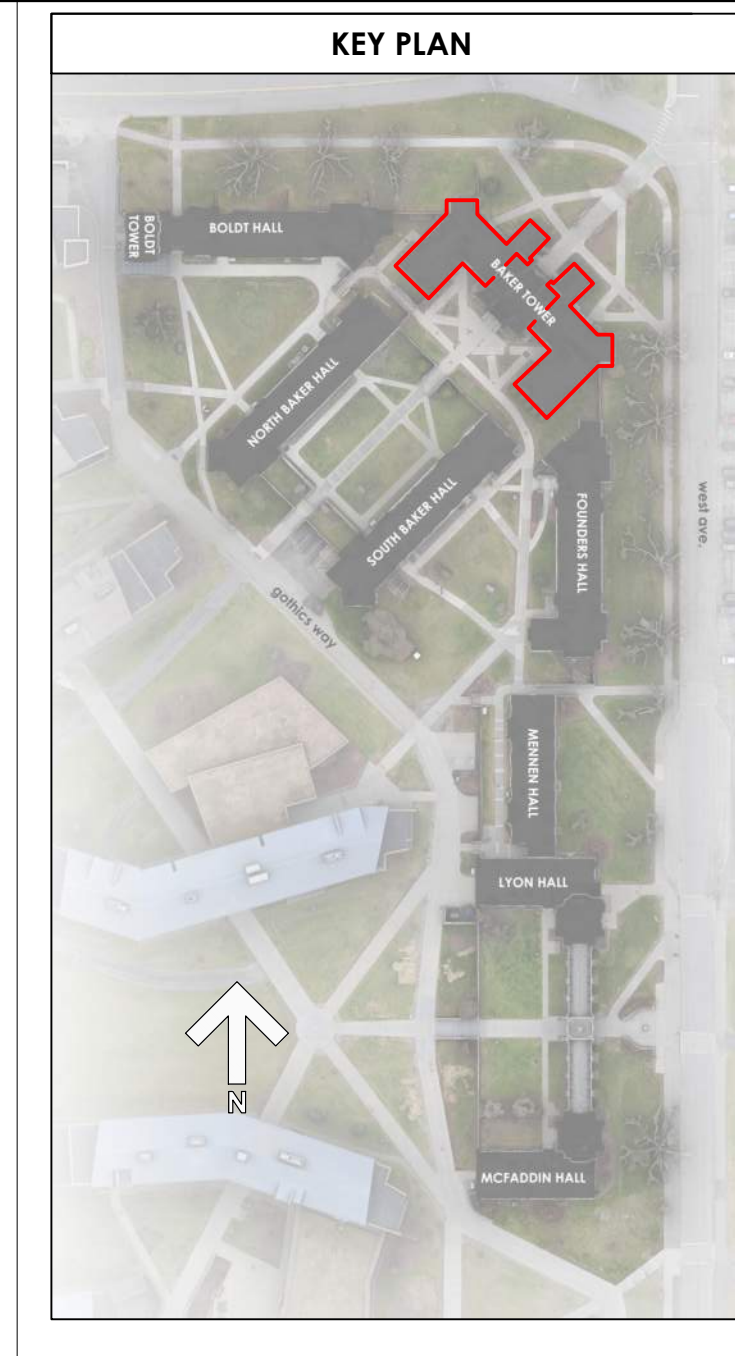 KEY PLAN
BOLDT
TOWER
BOLDT HALL
BAKER TOWER
NORTH BAKER HALL
SOUTH BAKER HALL
FOUNDERS HALL
west ave.
gothics way
MENNEN HALL
LYON HALL
N
MCFADDIN HALL